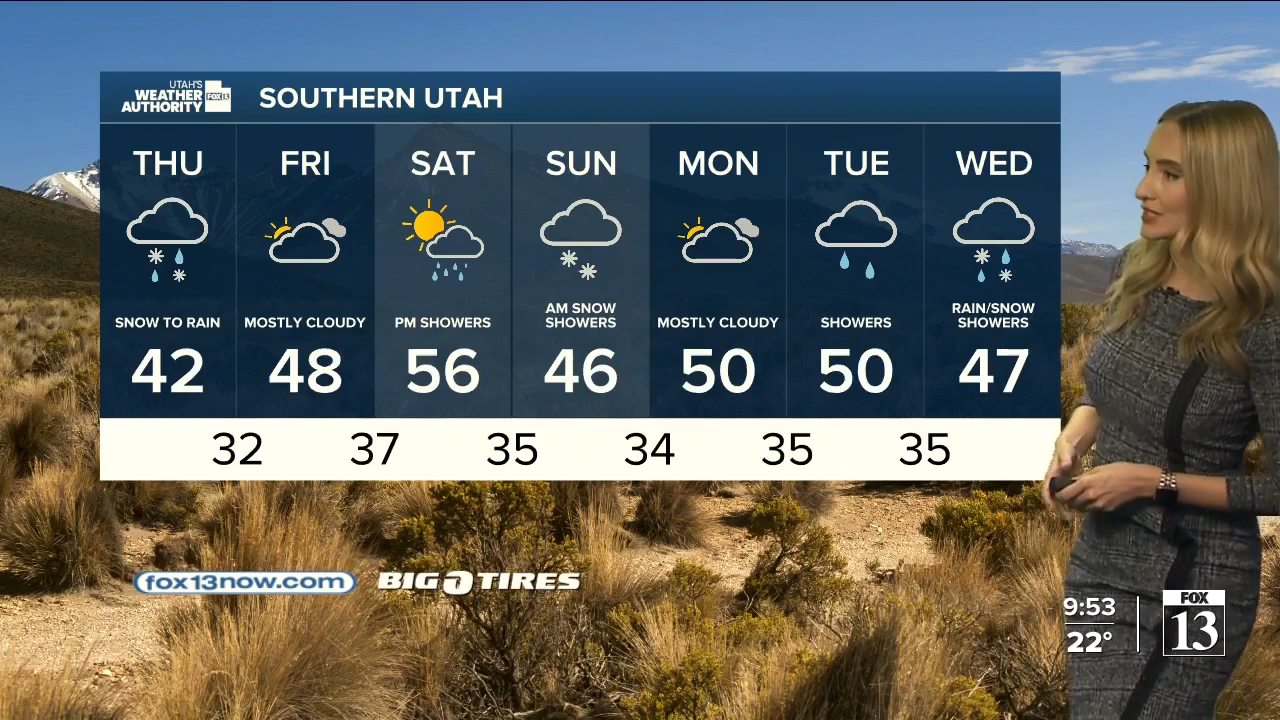 UTAH'S
WEATHER
AUTHORITY
FOX 13
SOUTHERN UTAH
THU
FRI
SAT
SUN
MON
TUE
WED
SNOW TO RAIN
MOSTLY CLOUDY
PM SHOWERS
AM SNOW
SHOWERS
MOSTLY CLOUDY
SHOWERS
RAIN/SNOW
SHOWERS
42
48
56
46
50
50
47
32
37
35
34
35
35
fox13now.com
BIG O TIRES
9:53
22°
FOX
13